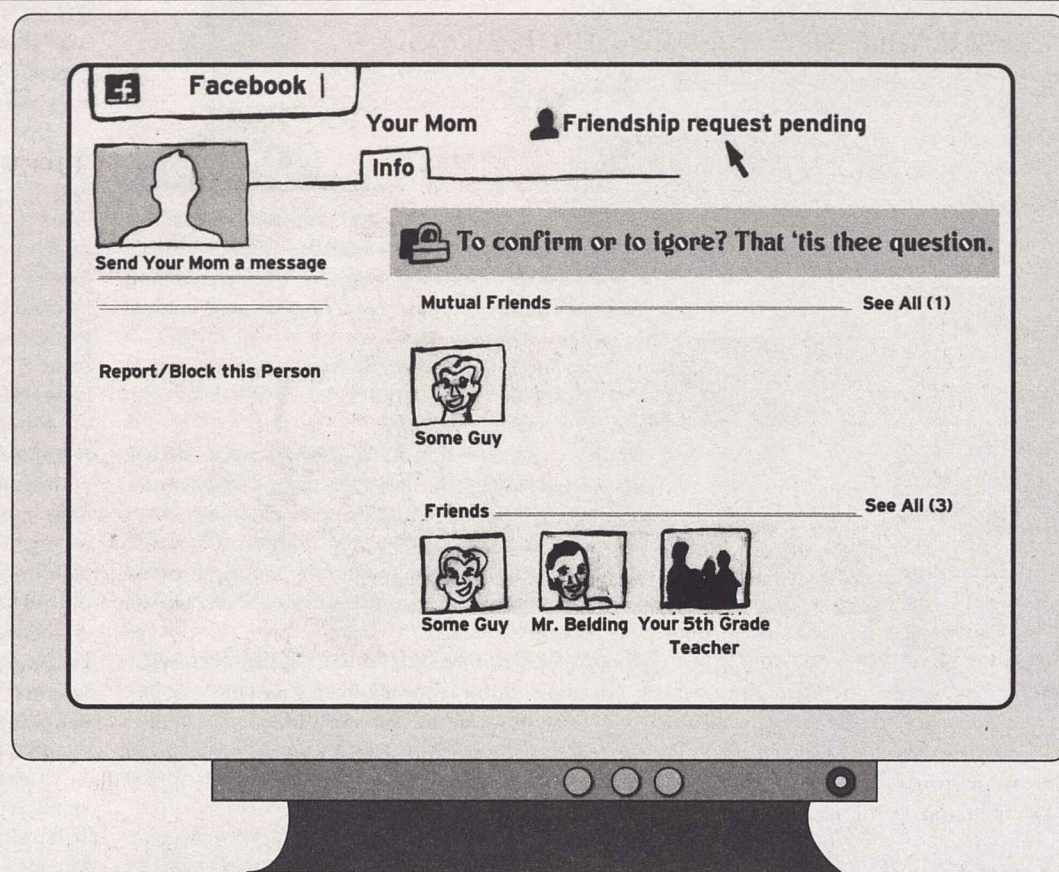 Facebook |
Your Mom
Friendship request pending
Info
Send Your Mom a message
To confirm or to igore? That 'tis thee question.
Mutual Friends
See All (1)
Report/Block this Person
Some Guy
Friends
See All (3)
Some Guy
Mr. Belding
Your 5th Grade
Teacher